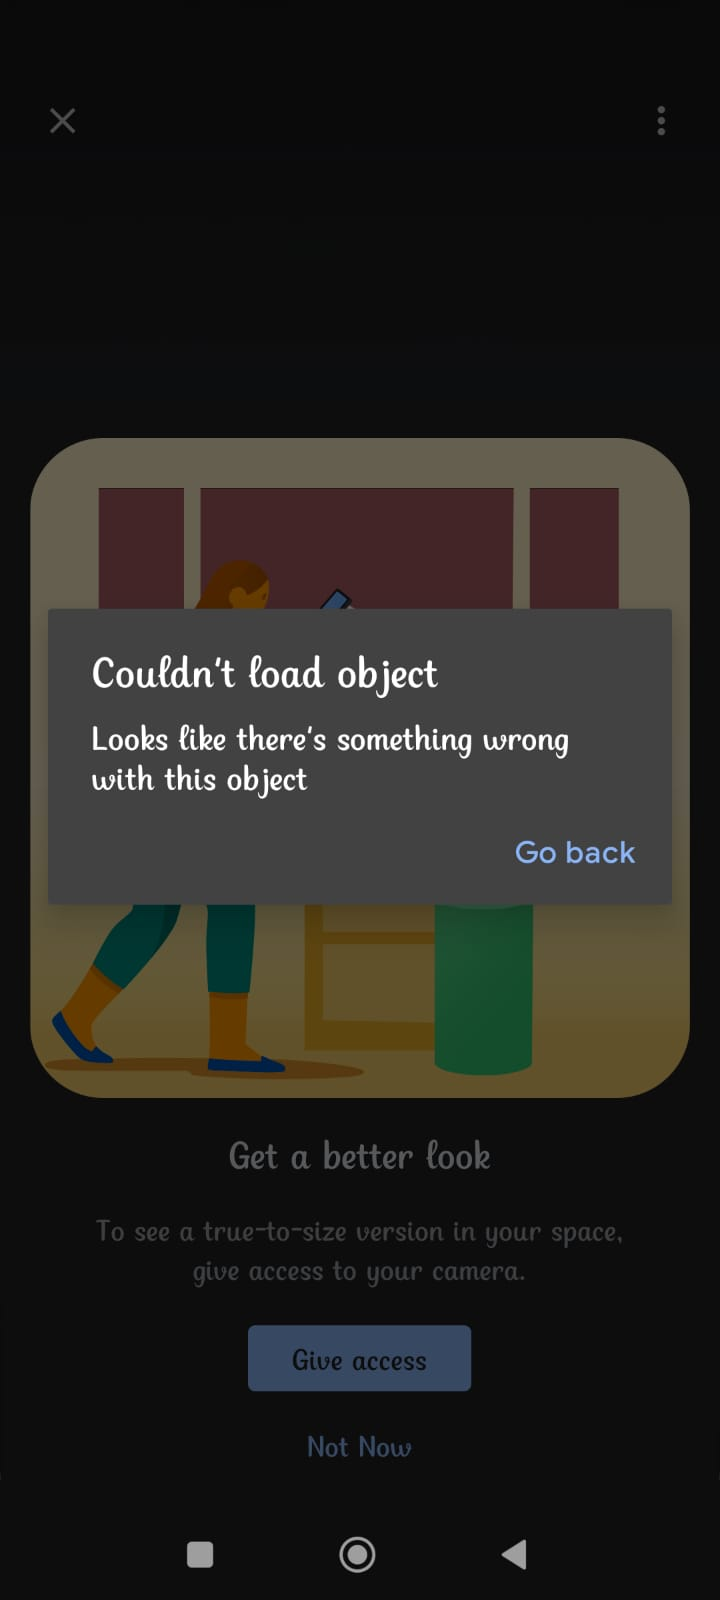 Couldn't load object
Looks like there's something wrong
with this object
Go back
Get a better look
To see a true-to-size version in your space,
give access to your camera.
Give access
Not Now